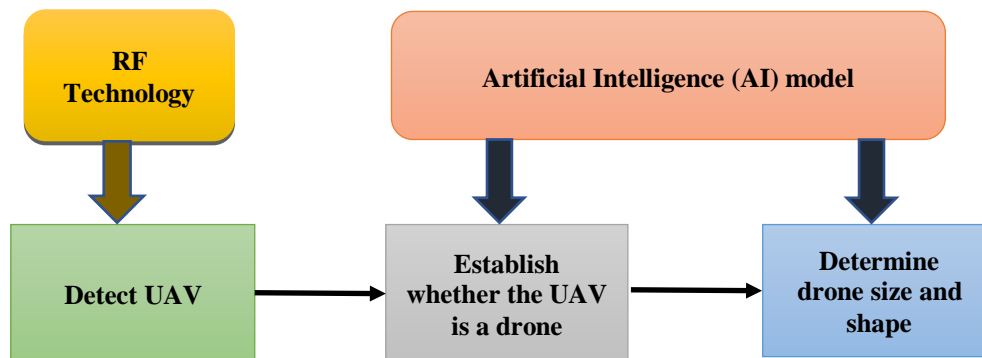 RF
Technology
Artificial Intelligence (AI) model
Detect UAV
Establish
whether the UAV
is a drone
Determine
drone size and
shape